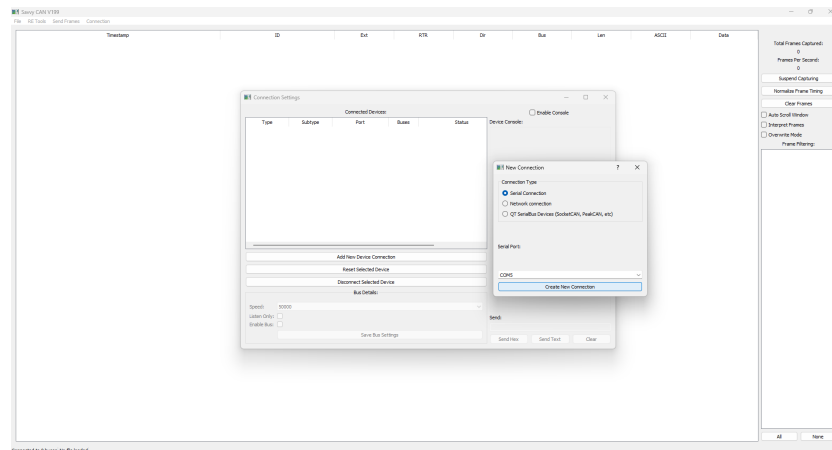 Savvy CAN V199
File RE Tools Send Frames Connection
Timestamp ID Ext RTR Dir Bus Len ASCII Data
Total Frames Captured:
0
Frames Per Second:
0
Suspend Capturing
Normalize Frame Timing
Clear Frames
Auto Scroll Window
Interpret Frames
Overwrite Mode
Frame Filtering:
All None
Connection Settings
Connected Devices:
Type Subtype Port Buses Status
Add New Device Connection
Reset Selected Device
Disconnect Selected Device
Bus Details:
Speed: 50000
Listen Only:
Enable Bus:
Save Bus Settings
Enable Console
Device Console:
Send:
Send Hex Send Text Clear
New Connection ?
Connection Type
Serial Connection
Network connection
QT SerialBus Devices (SocketCAN, PeakCAN, etc)
Serial Port:
COM5
Create New Connection